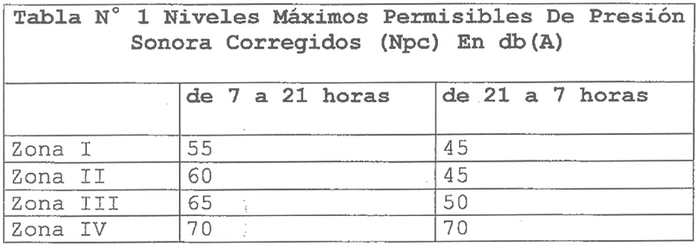 Tabla N° 1 Niveles Máximos Permisibles De Presión
Sonora Corregidos (Npc) En db(A)
de 7 a 21 horas de 21 a 7 horas
Zona I 55 45
Zona II 60 45
Zona III 65 50
Zona IV 70 70